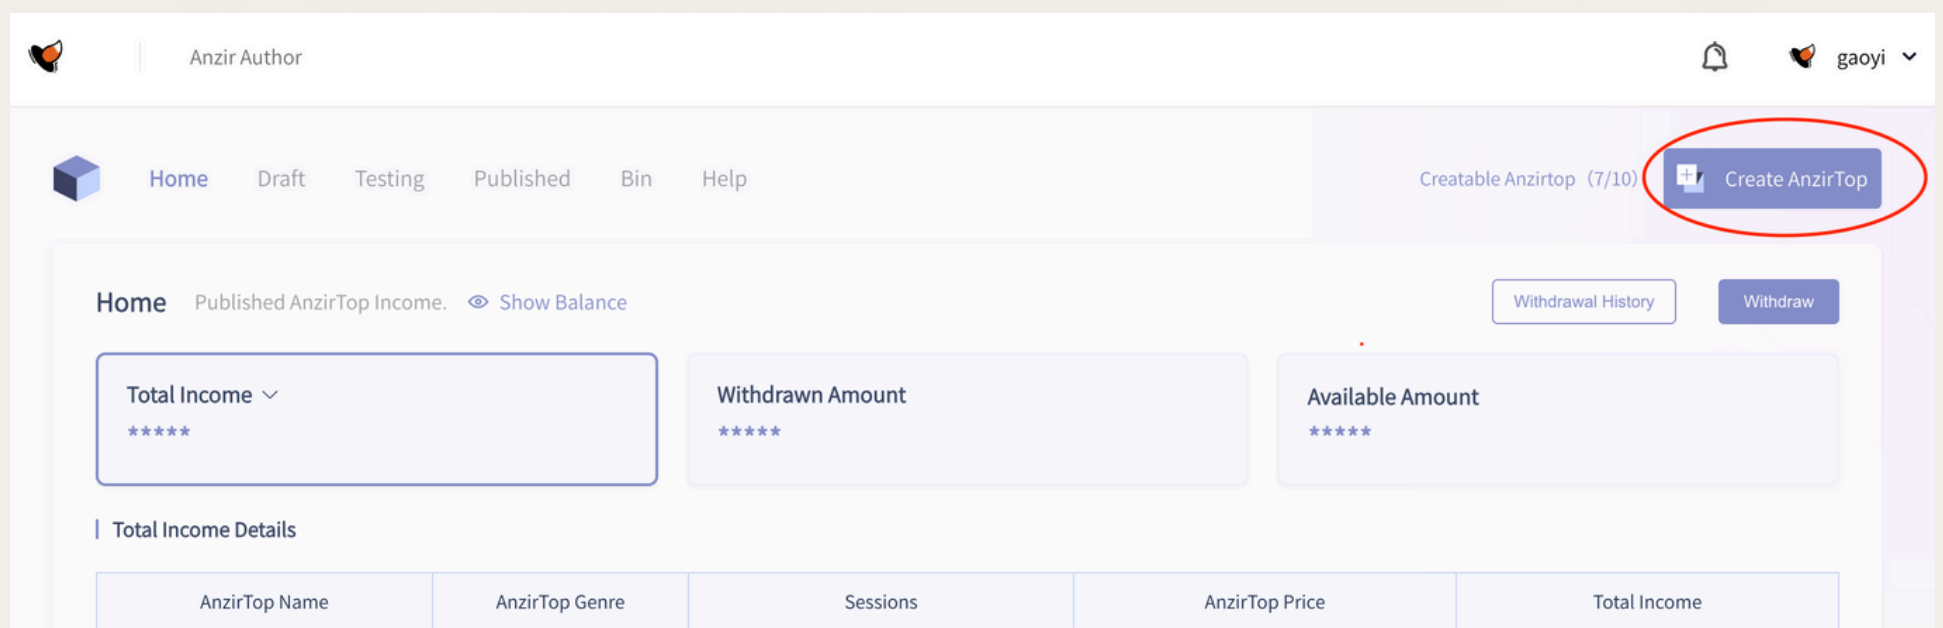 Anzir Author gaoyi
Home Draft Testing Published Bin Help Creatable Anzirtop (7/10) Create AnzirTop
Home Published AnzirTop Income. Show Balance Withdrawal History Withdraw
Total Income Withdrawn Amount Available Amount
***** ***** *****
Total Income Details
AnzirTop Name AnzirTop Genre Sessions AnzirTop Price Total Income